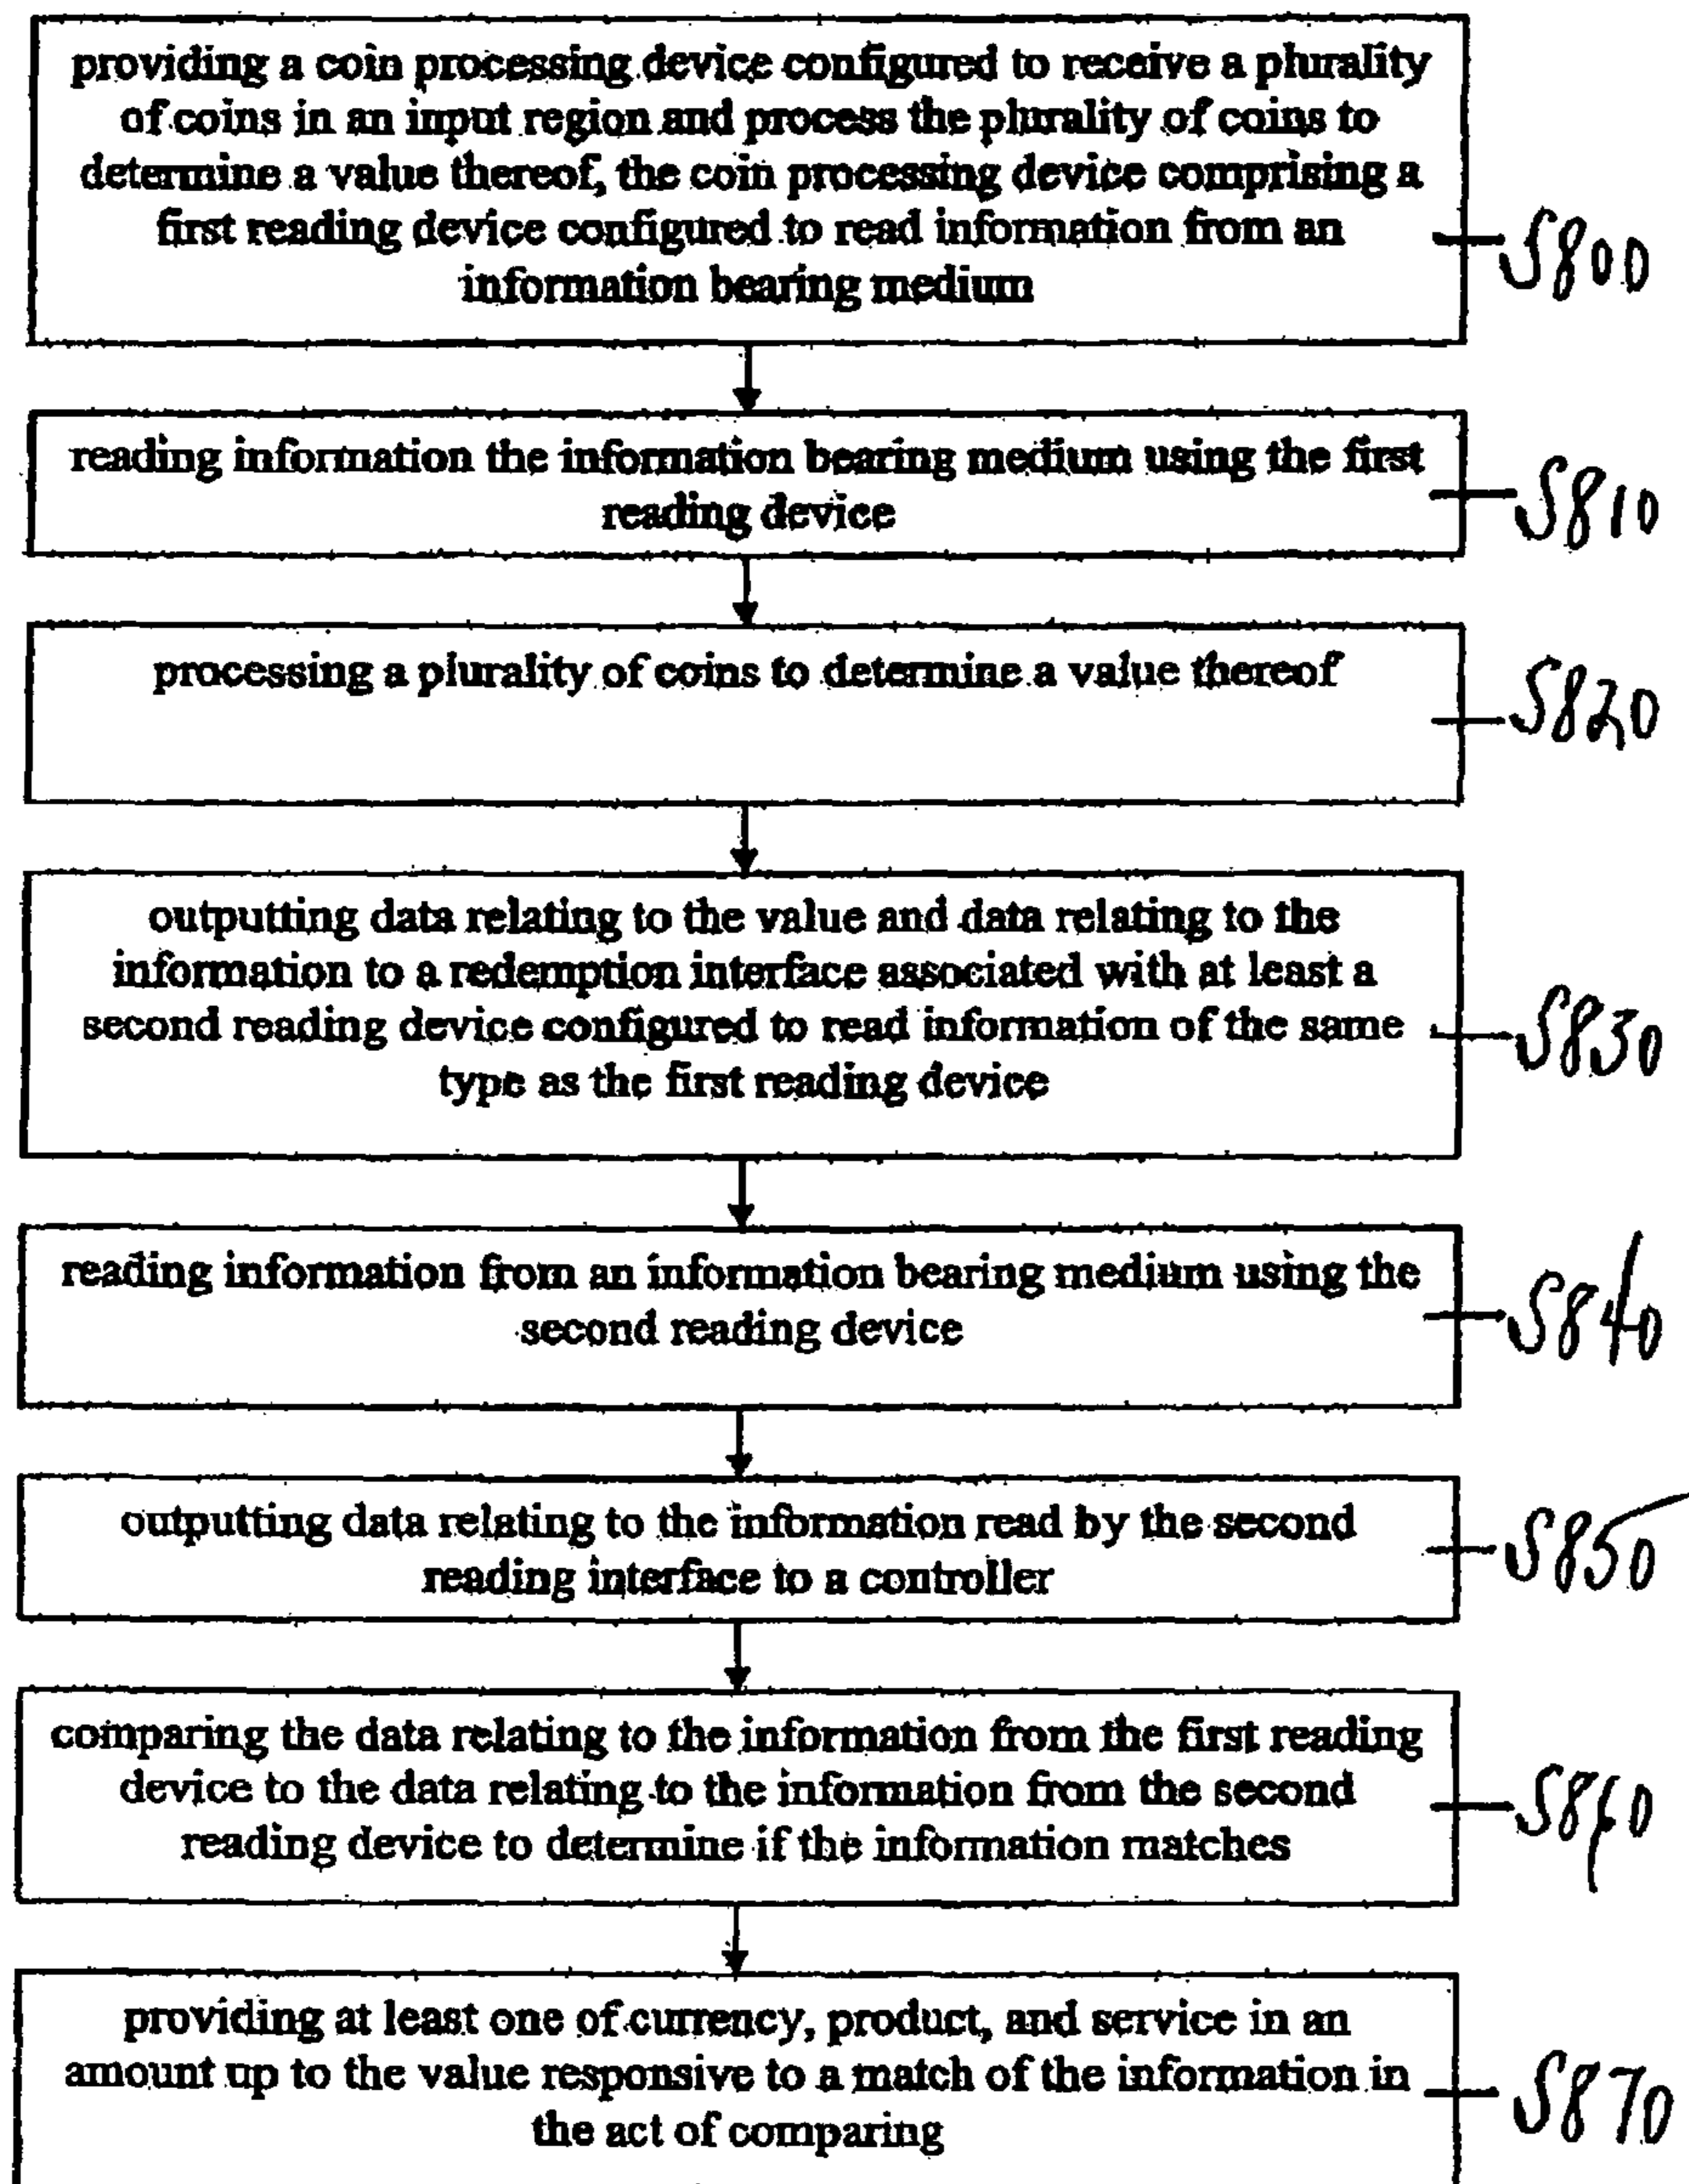 providing a coin processing device configured to receive a plurality
of coins in an input region and process the plurality of coins to
determine a value thereof, the coin processing device comprising a
first reading device configured to read information from an
information bearing medium
S800
reading information the information bearing medium using the first
reading device
S810
processing a plurality of coins to determine a value thereof
S820
outputting data relating to the value and data relating to the
information to a redemption interface associated with at least a
second reading device configured to read information of the same
type as the first reading device
S830
reading information from an information bearing medium using the
second reading device
S840
outputting data relating to the information read by the second
reading interface to a controller
S850
comparing the data relating to the information from the first reading
device to the data relating to the information from the second
reading device to determine if the information matches
S860
providing at least one of currency, product, and service in an
amount up to the value responsive to a match of the information in
the act of comparing
S870